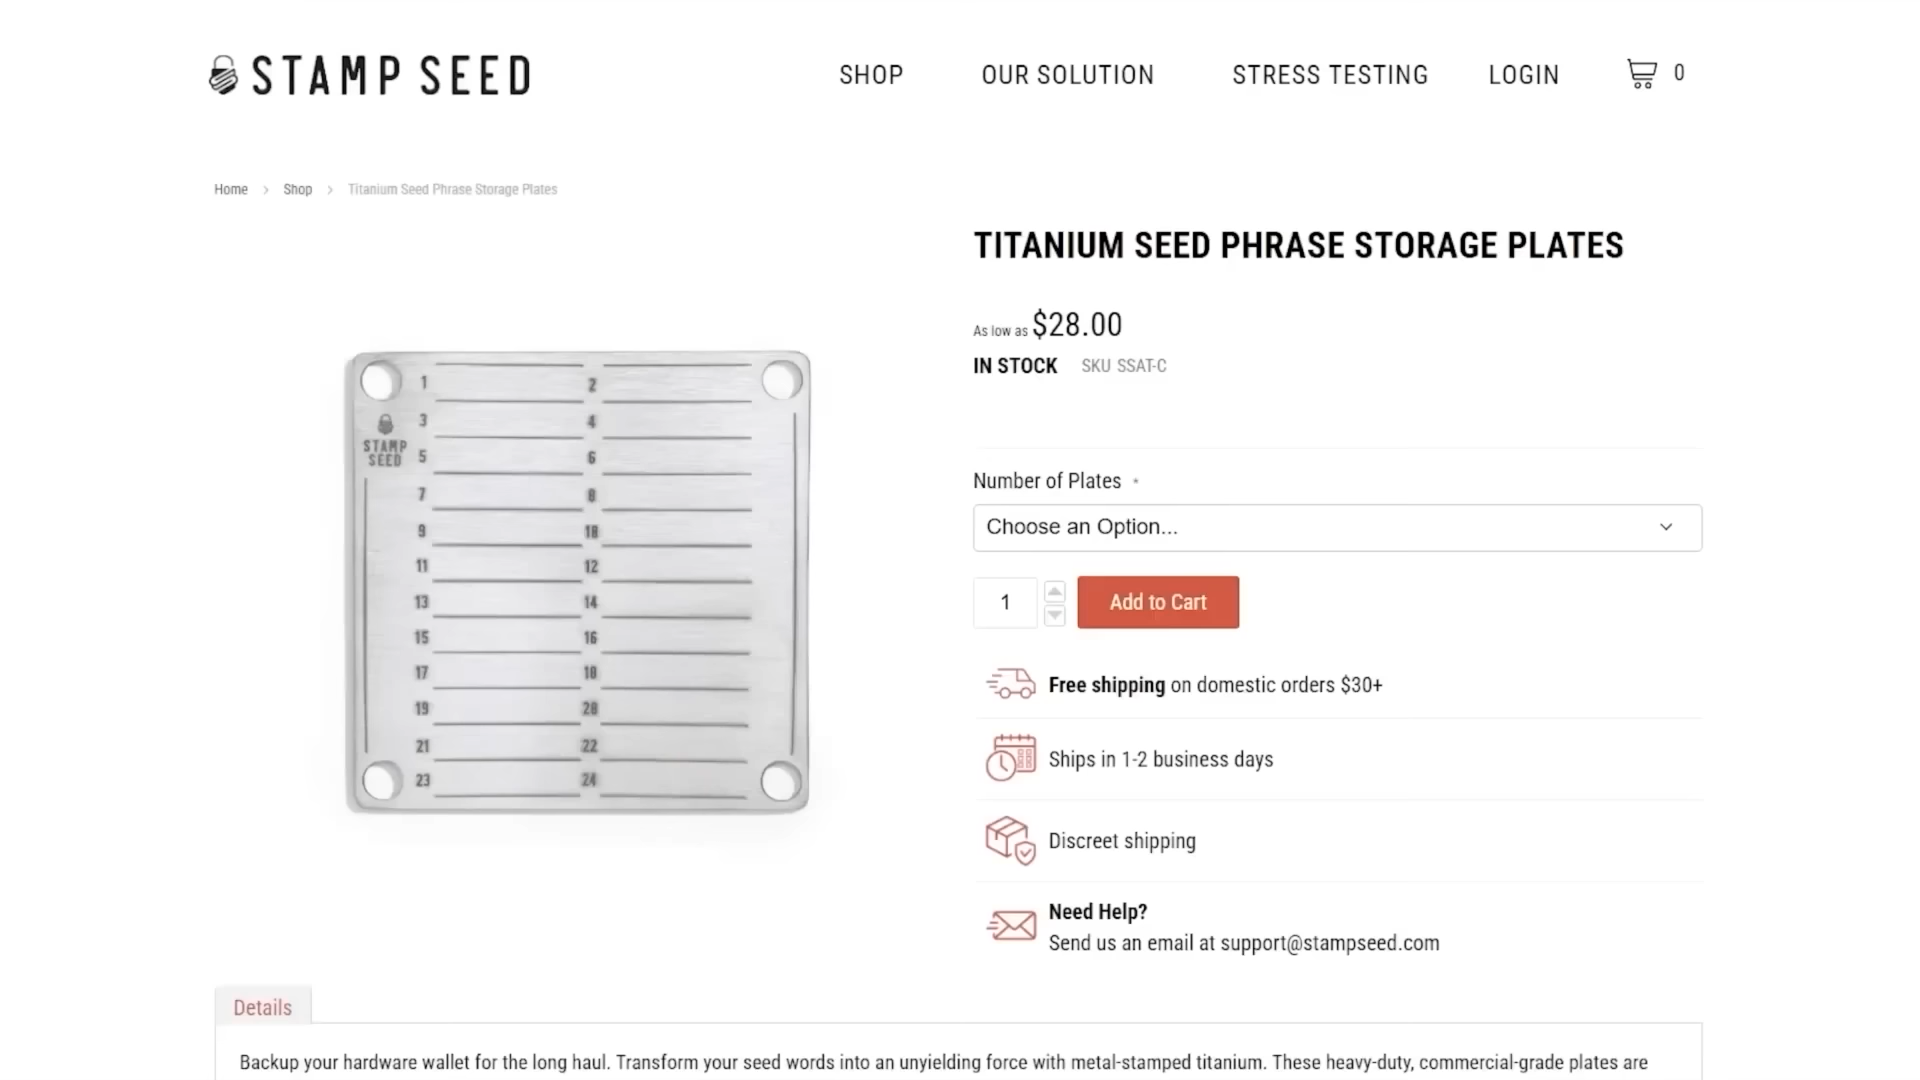 STAMP SEED
SHOP
OUR SOLUTION
STRESS TESTING
LOGIN
0
Home > Shop > Titanium Seed Phrase Storage Plates
TITANIUM SEED PHRASE STORAGE PLATES
As low as $28.00
IN STOCK SKU SSAT-C
Number of Plates *
Choose an Option...
1
Add to Cart
Free shipping on domestic orders $30+
Ships in 1-2 business days
Discreet shipping
Need Help?
Send us an email at support@stampseed.com
STAMP
SEED
1 2
3 4
5 6
7 8
9 10
11 12
13 14
15 16
17 18
19 20
21 22
23 24
Details
Backup your hardware wallet for the long haul. Transform your seed words into an unyielding force with metal-stamped titanium. These heavy-duty, commercial-grade plates are